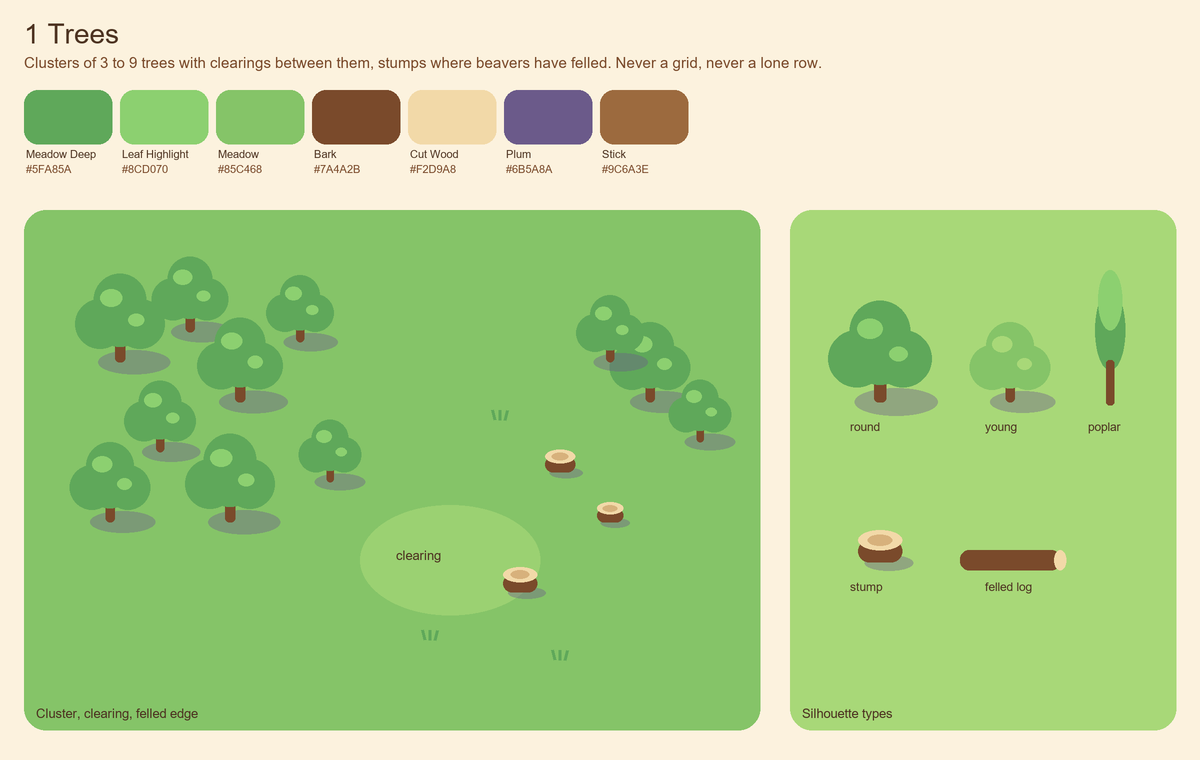 1 Trees
Clusters of 3 to 9 trees with clearings between them, stumps where beavers have felled. Never a grid, never a lone row.
Meadow Deep
#5FA85A
Leaf Highlight
#8CD070
Meadow
#85C468
Bark
#7A4A2B
Cut Wood
#F2D9A8
Plum
#6B5A8A
Stick
#9C6A3E
clearing
Cluster, clearing, felled edge
round
young
poplar
stump
felled log
Silhouette types